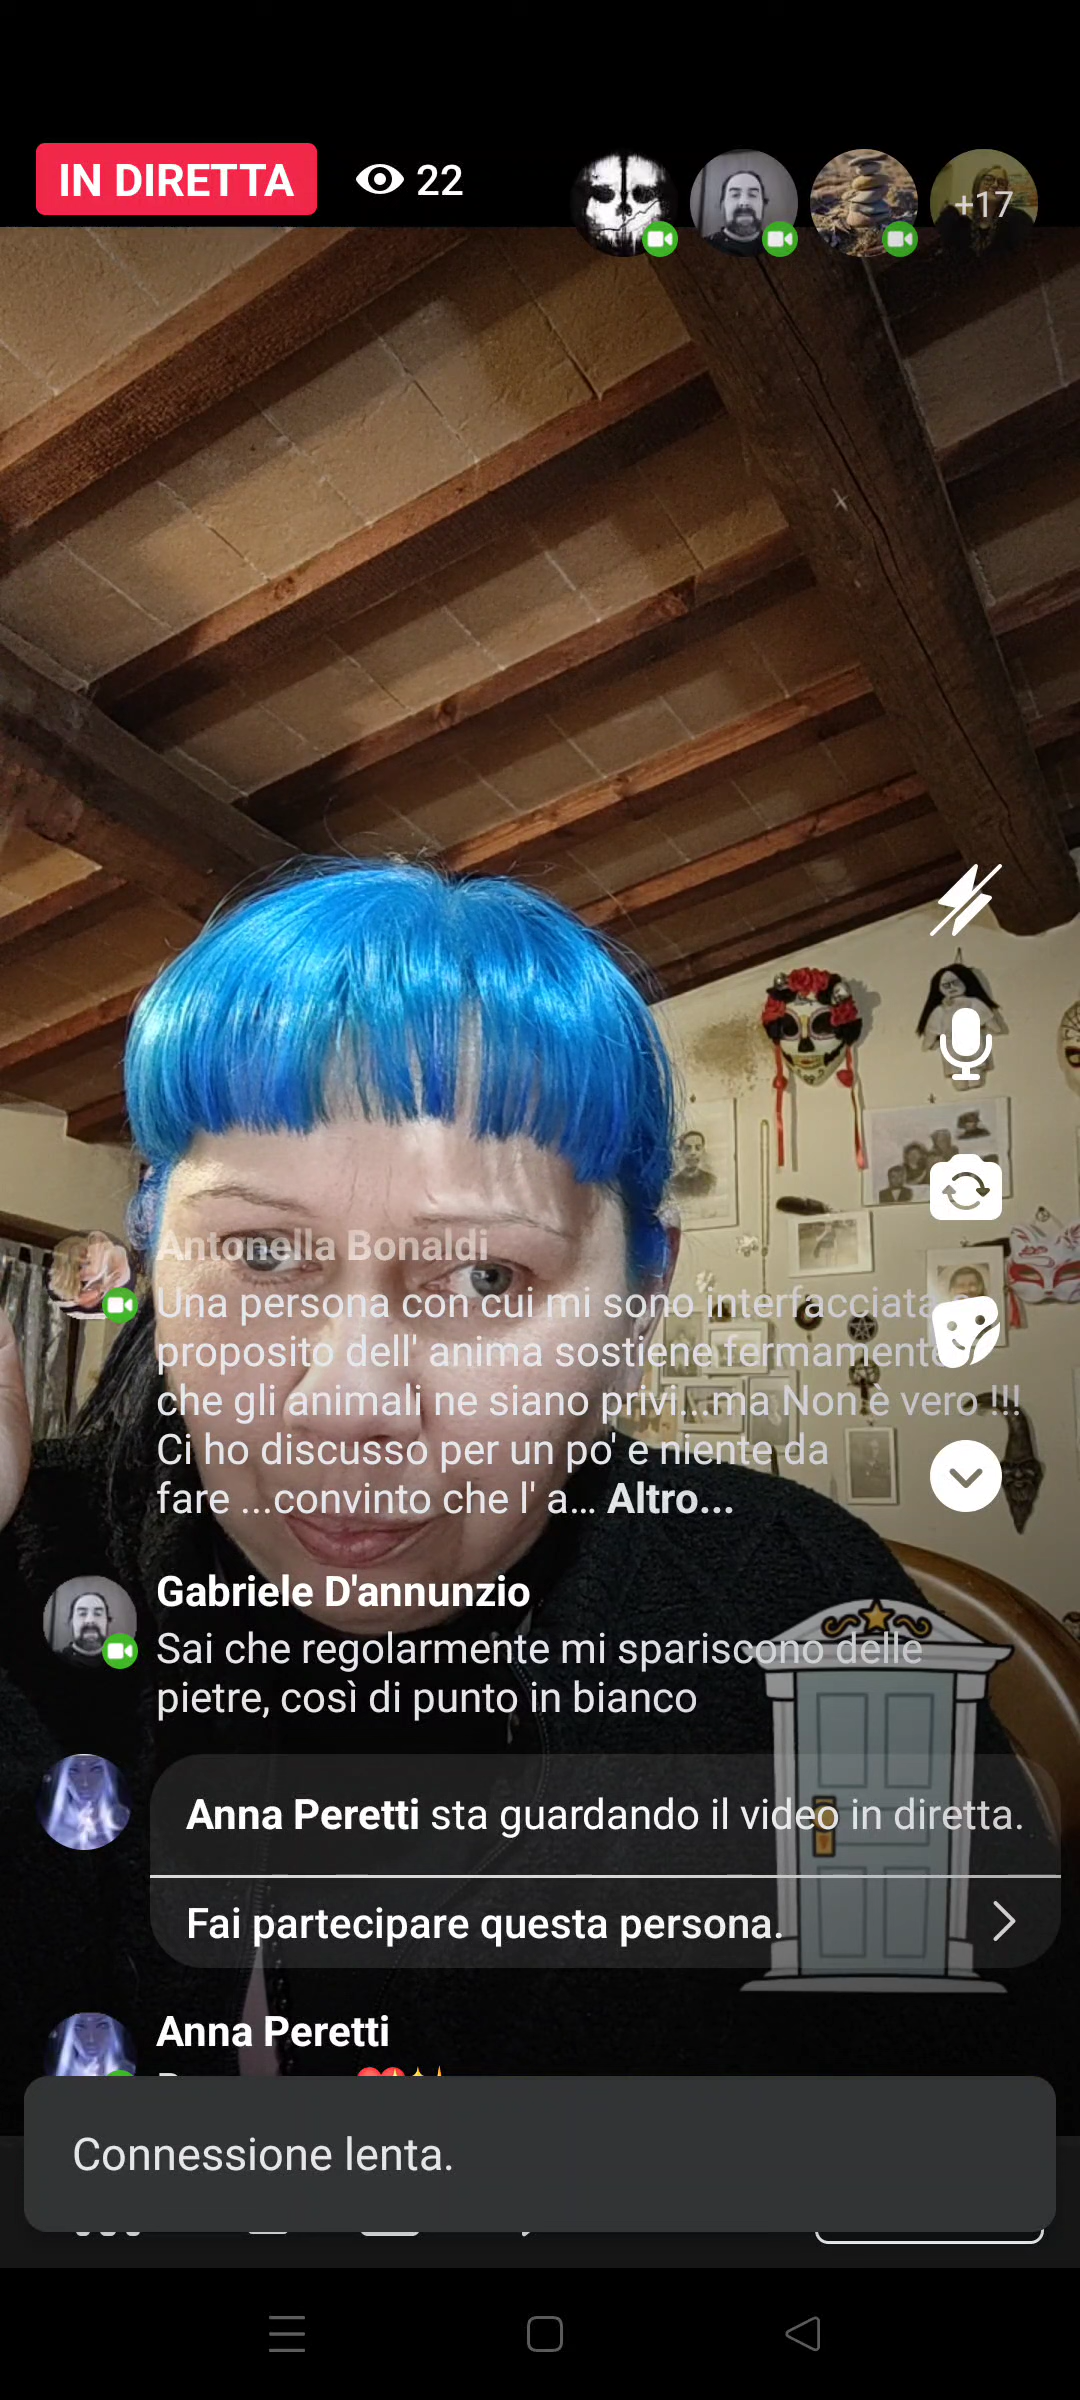 IN DIRETTA
22
+17
Antonella Bonaldi
Una persona con cui mi sono interfacciata a
proposito dell' anima sostiene fermamente
che gli animali ne siano privi...ma Non è vero !!!
Ci ho discusso per un po' e niente da
fare ...convinto che l' a... Altro...
Gabriele D'annunzio
Sai che regolarmente mi spariscono delle
pietre, così di punto in bianco
Anna Peretti sta guardando il video in diretta.
Fai partecipare questa persona.
Anna Peretti
Connessione lenta.